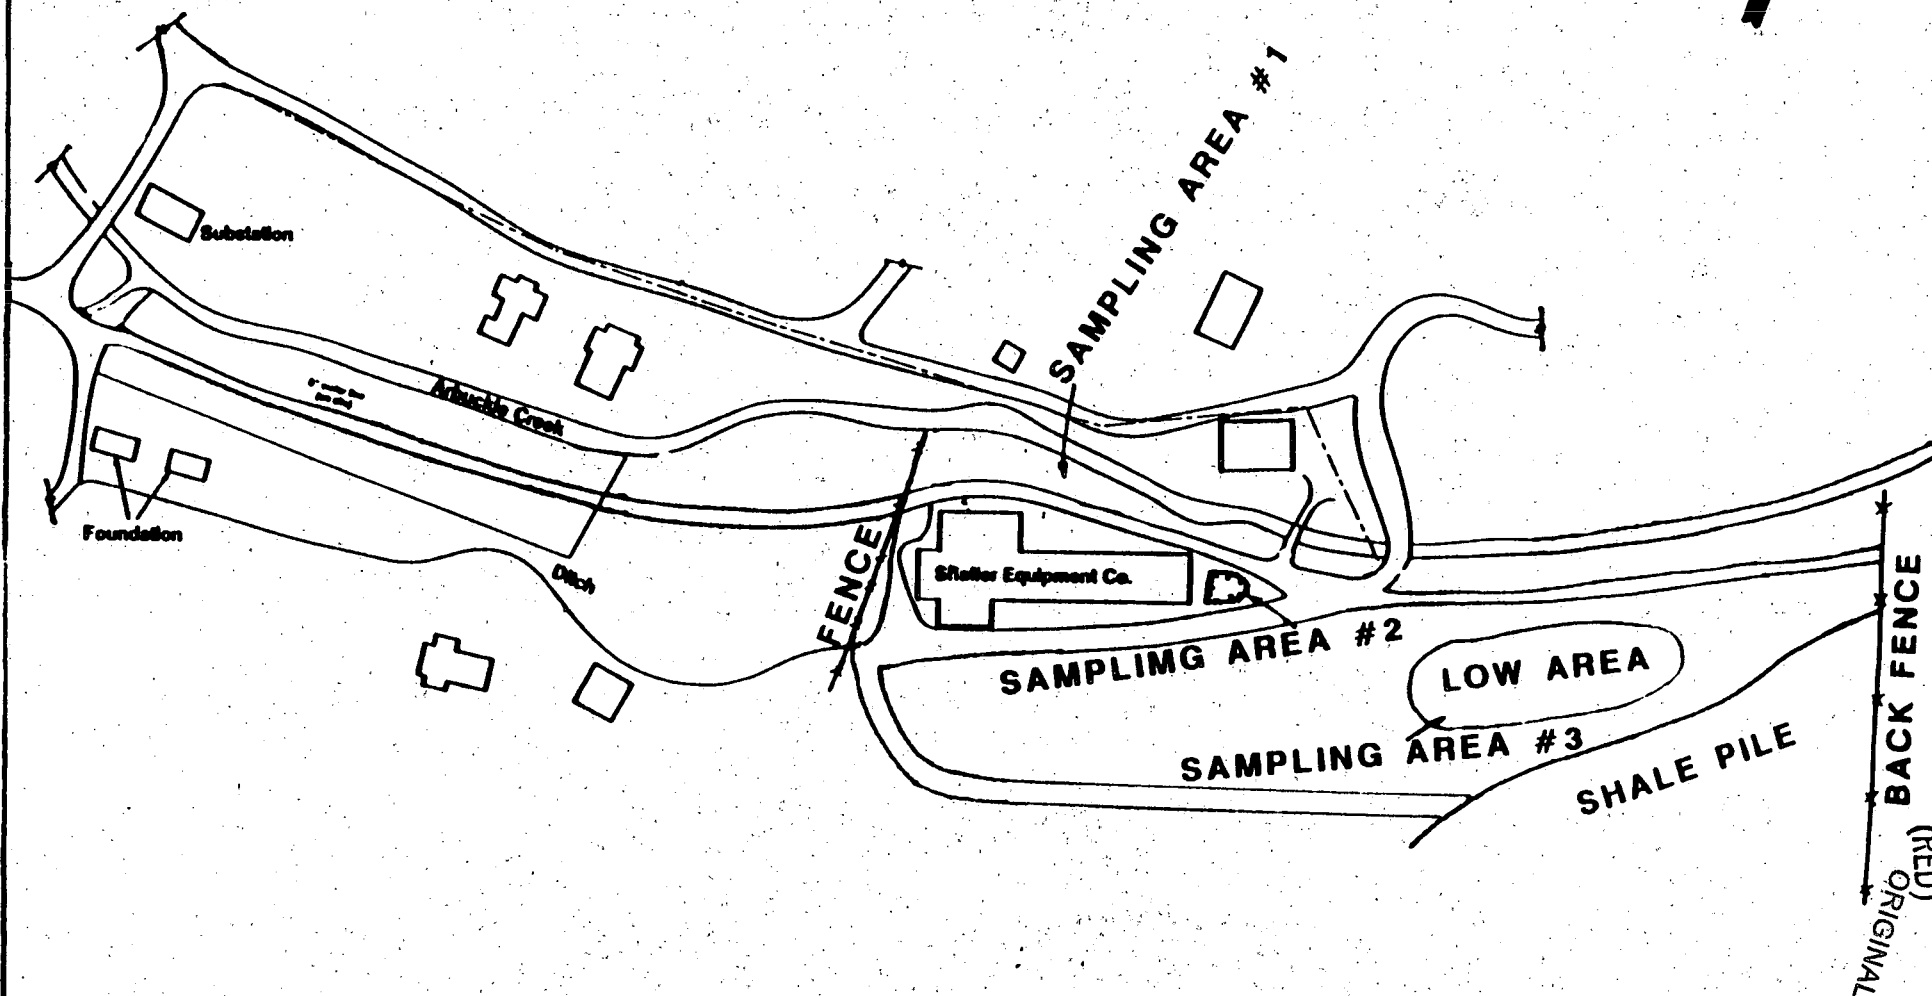 SAMPLING AREA #1
Substation
Arbuckle Creek
Foundation
Ditch
FENCE
Shaffer Equipment Co.
SAMPLIMG AREA #2
LOW AREA
SAMPLING AREA #3
SHALE PILE
BACK FENCE
ORIGINAL
(RED)